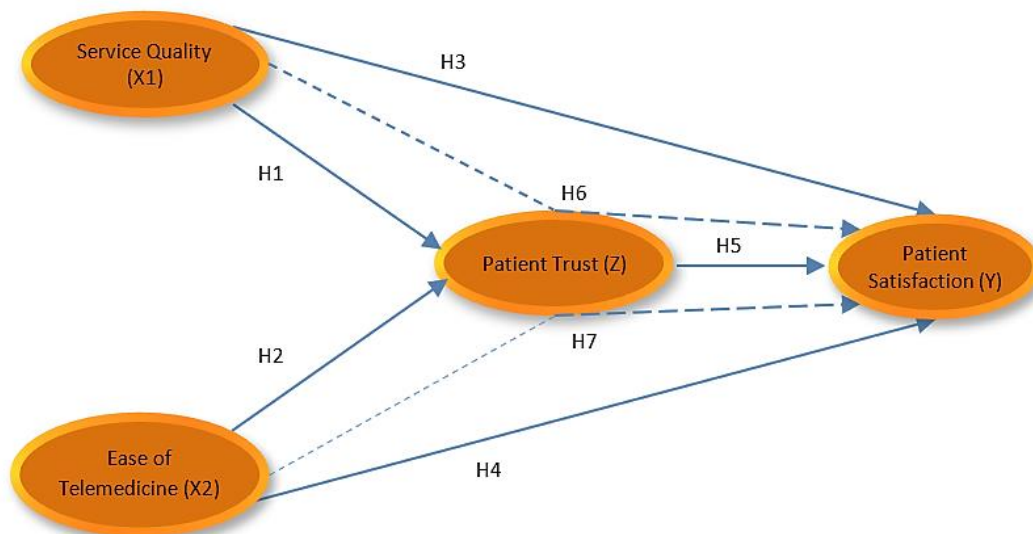 Service Quality
(X1)
H3
H1
H6
Patient Trust (Z)
H5
Patient
Satisfaction (Y)
H2
H7
Ease of
Telemedicine (X2)
H4